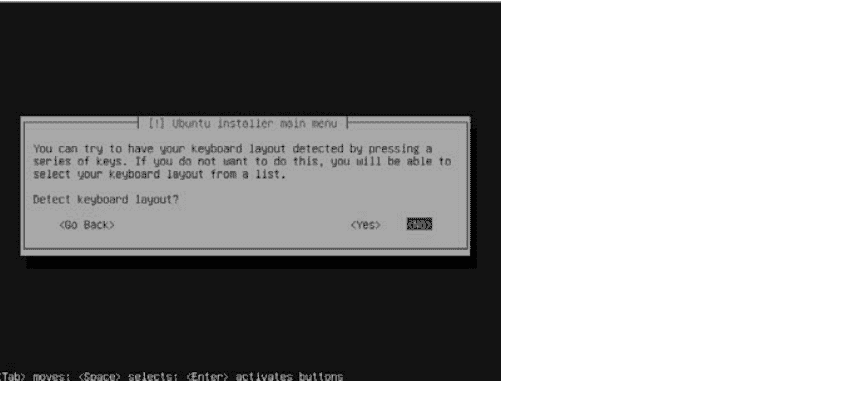 [!] Ubuntu installer main menu
You can try to have your keyboard layout detected by pressing a
series of keys. If you do not want to do this, you will be able to
select your keyboard layout from a list.
Detect keyboard layout?
<Go Back> <Yes> <No>
<Tab> moves; <Space> selects; <Enter> activates buttons